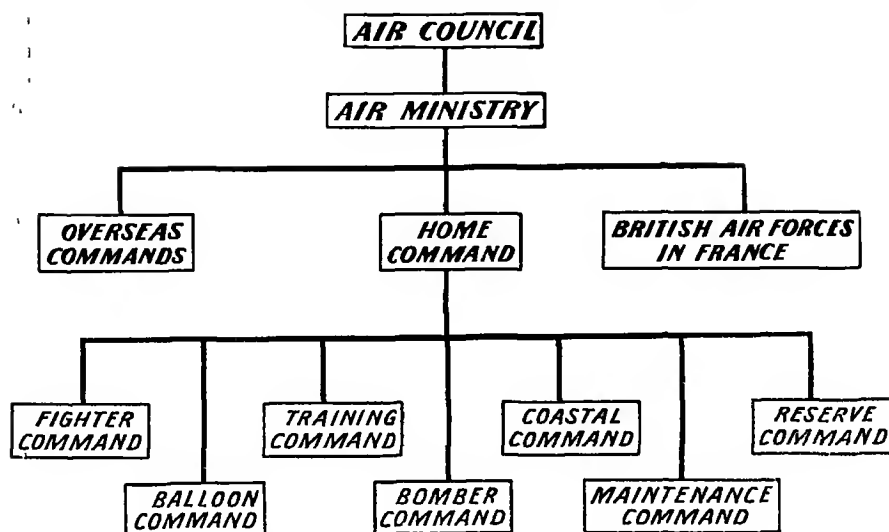 AIR COUNCIL
AIR MINISTRY
OVERSEAS
COMMANDS
HOME
COMMAND
BRITISH AIR FORCES
IN FRANCE
FIGHTER
COMMAND
TRAINING
COMMAND
COASTAL
COMMAND
RESERVE
COMMAND
BALLOON
COMMAND
BOMBER
COMMAND
MAINTENANCE
COMMAND